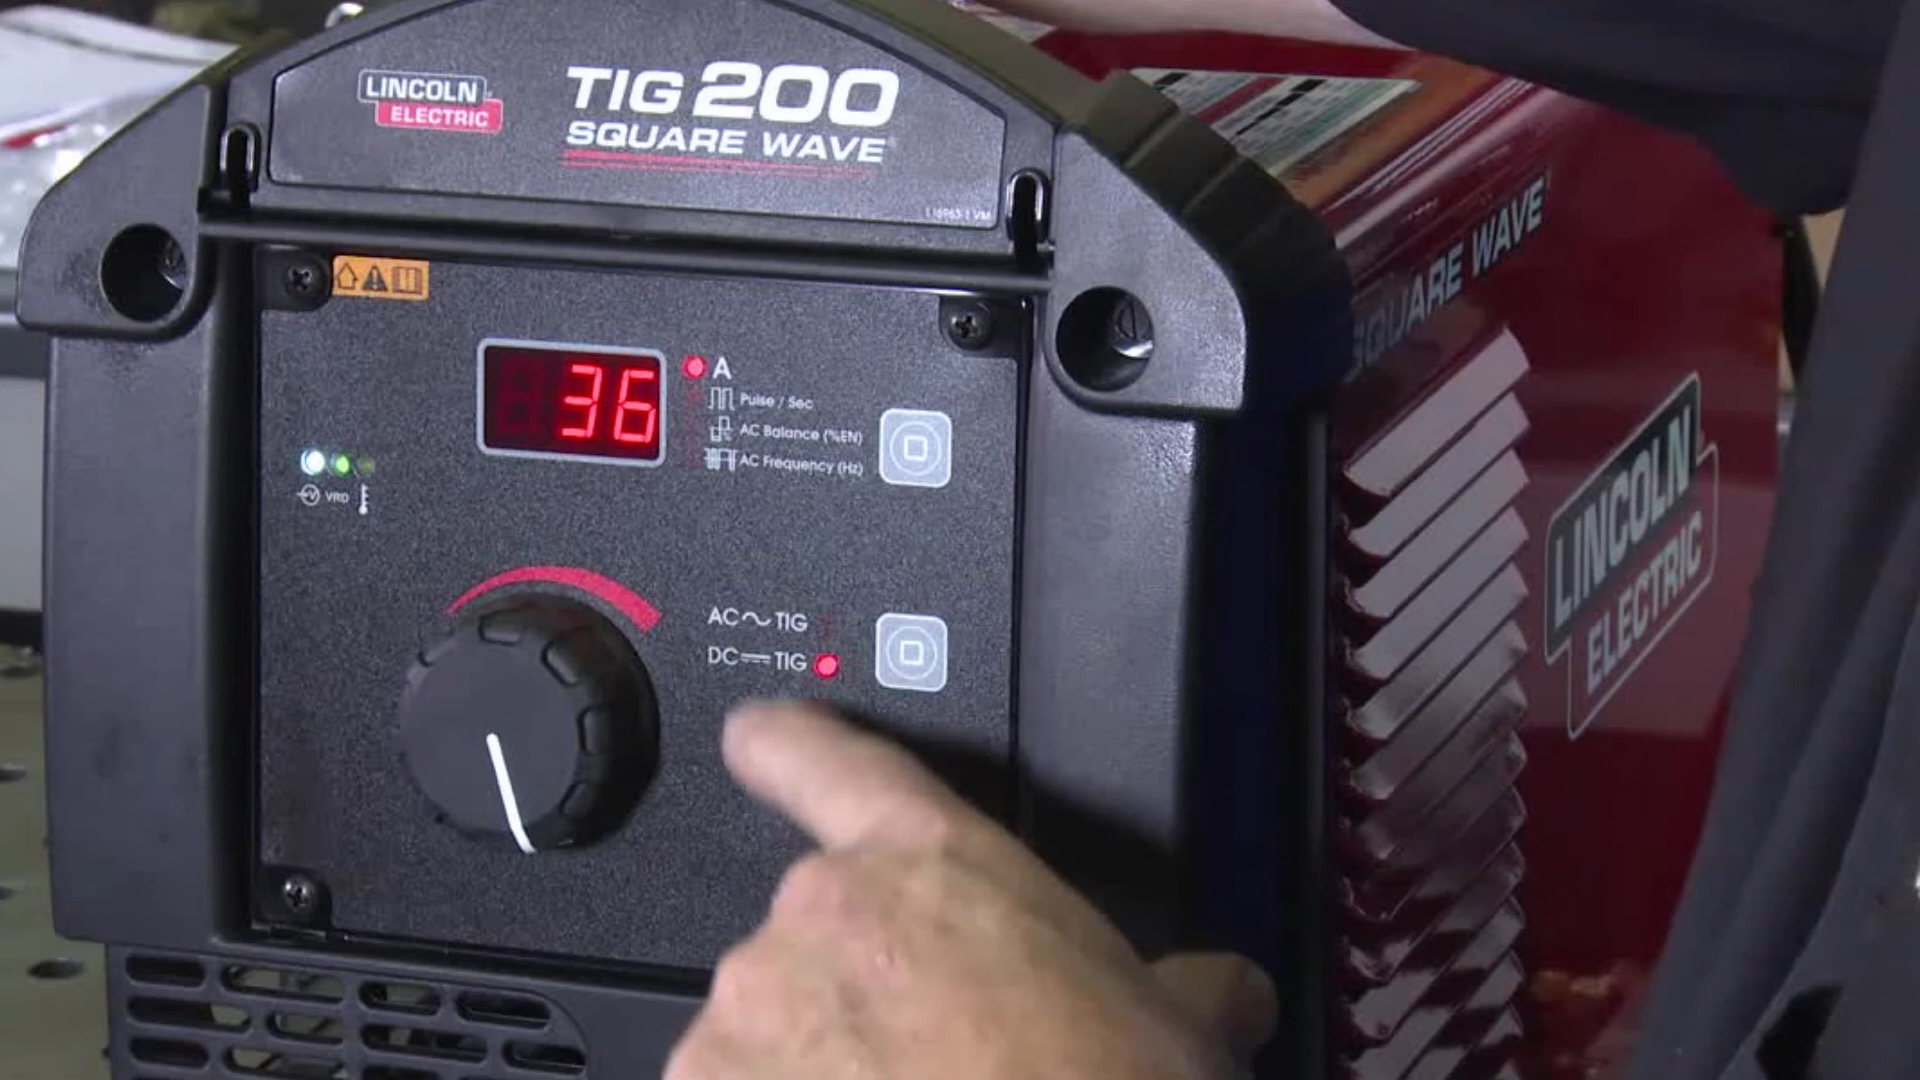 LINCOLN
ELECTRIC
TIG 200
SQUARE WAVE
36
A
Pulse / Sec
AC Balance (%EN)
AC Frequency (Hz)
V VRD
AC TIG
DC TIG
SQUARE WAVE
LINCOLN
ELECTRIC